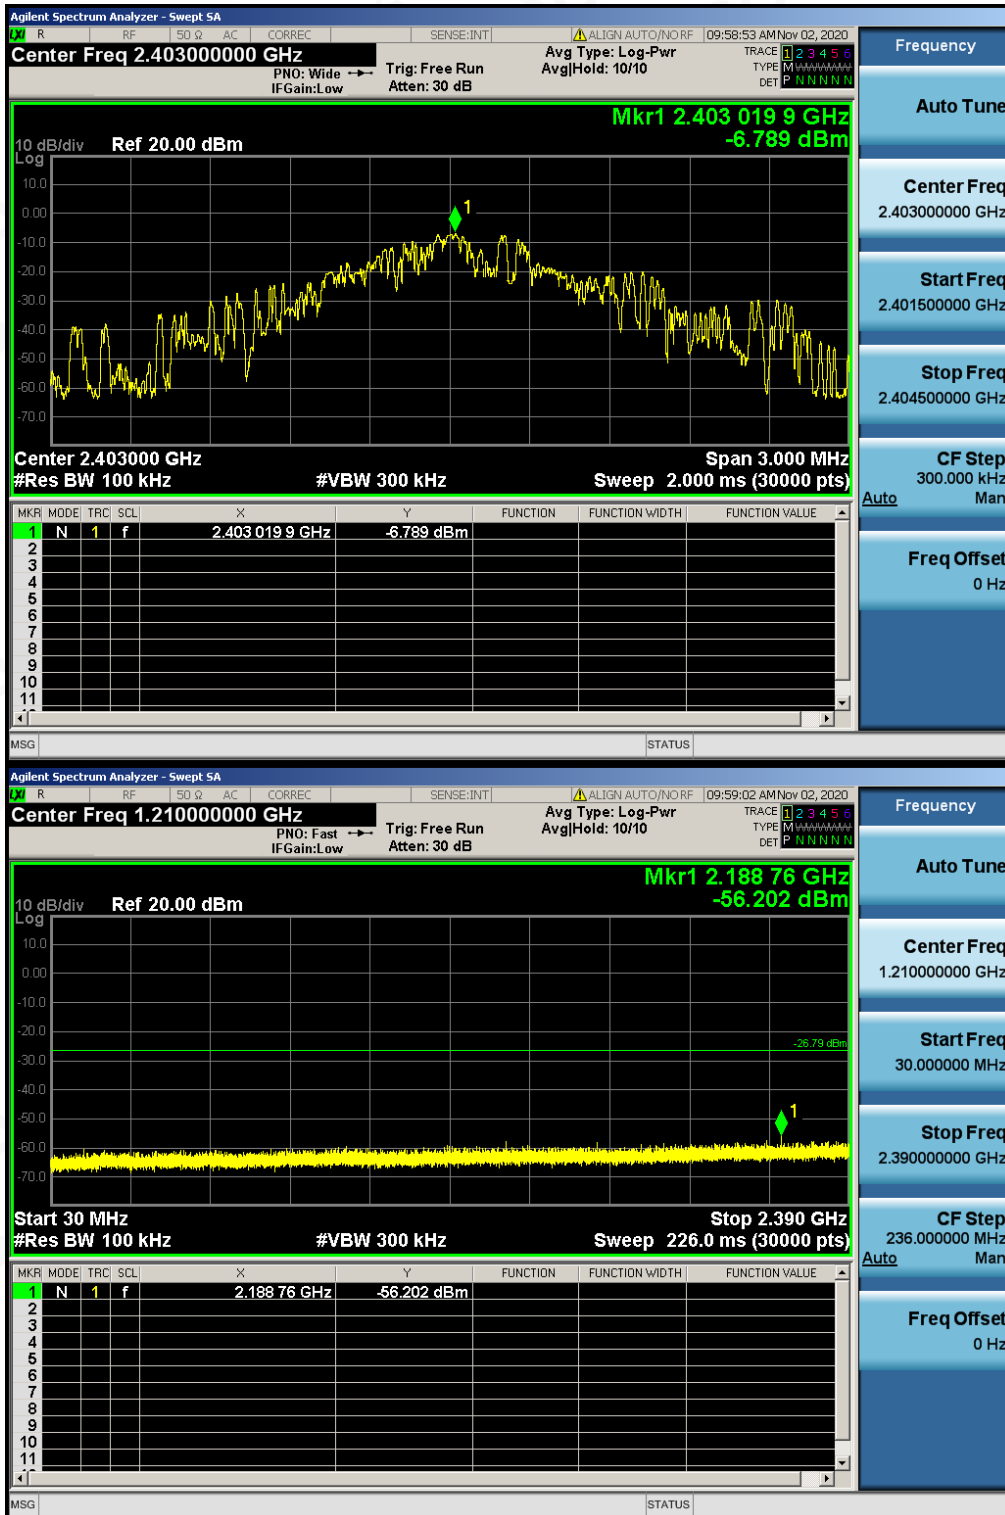 Agilent Spectrum Analyzer - Swept SA
LXI R RF 50 Ω AC CORREC SENSE:INT ALIGN AUTO/NO RF 09:58:53 AM Nov 02, 2020
Center Freq 2.403000000 GHz
PNO: Wide
IFGain:Low
Trig: Free Run
Atten: 30 dB
Avg Type: Log-Pwr
Avg|Hold: 10/10
TRACE 1 2 3 4 5 6
TYPE M WWWWW
DET P N N N N N
Mkr1 2.403 019 9 GHz
-6.789 dBm
10 dB/div Ref 20.00 dBm
Log
10.0
0.00
-10.0
-20.0
-30.0
-40.0
-50.0
-60.0
-70.0
1
Center 2.403000 GHz Span 3.000 MHz
#Res BW 100 kHz #VBW 300 kHz Sweep 2.000 ms (30000 pts)
MKR MODE TRC SCL X Y FUNCTION FUNCTION WIDTH FUNCTION VALUE
1 N 1 f 2.403 019 9 GHz -6.789 dBm
2
3
4
5
6
7
8
9
10
11
MSG STATUS
Frequency
Auto Tune
Center Freq
2.403000000 GHz
Start Freq
2.401500000 GHz
Stop Freq
2.404500000 GHz
CF Step
300.000 kHz
Auto Man
Freq Offset
0 Hz
Agilent Spectrum Analyzer - Swept SA
LXI R RF 50 Ω AC CORREC SENSE:INT ALIGN AUTO/NO RF 09:59:02 AM Nov 02, 2020
Center Freq 1.210000000 GHz
PNO: Fast
IFGain:Low
Trig: Free Run
Atten: 30 dB
Avg Type: Log-Pwr
Avg|Hold: 10/10
TRACE 1 2 3 4 5 6
TYPE M WWWWW
DET P N N N N N
Mkr1 2.188 76 GHz
-56.202 dBm
10 dB/div Ref 20.00 dBm
Log
10.0
0.00
-10.0
-20.0
-30.0
-40.0
-50.0
-60.0
-70.0
-26.79 dBm
1
Start 30 MHz Stop 2.390 GHz
#Res BW 100 kHz #VBW 300 kHz Sweep 226.0 ms (30000 pts)
MKR MODE TRC SCL X Y FUNCTION FUNCTION WIDTH FUNCTION VALUE
1 N 1 f 2.188 76 GHz -56.202 dBm
2
3
4
5
6
7
8
9
10
11
MSG STATUS
Frequency
Auto Tune
Center Freq
1.210000000 GHz
Start Freq
30.000000 MHz
Stop Freq
2.390000000 GHz
CF Step
236.000000 MHz
Auto Man
Freq Offset
0 Hz